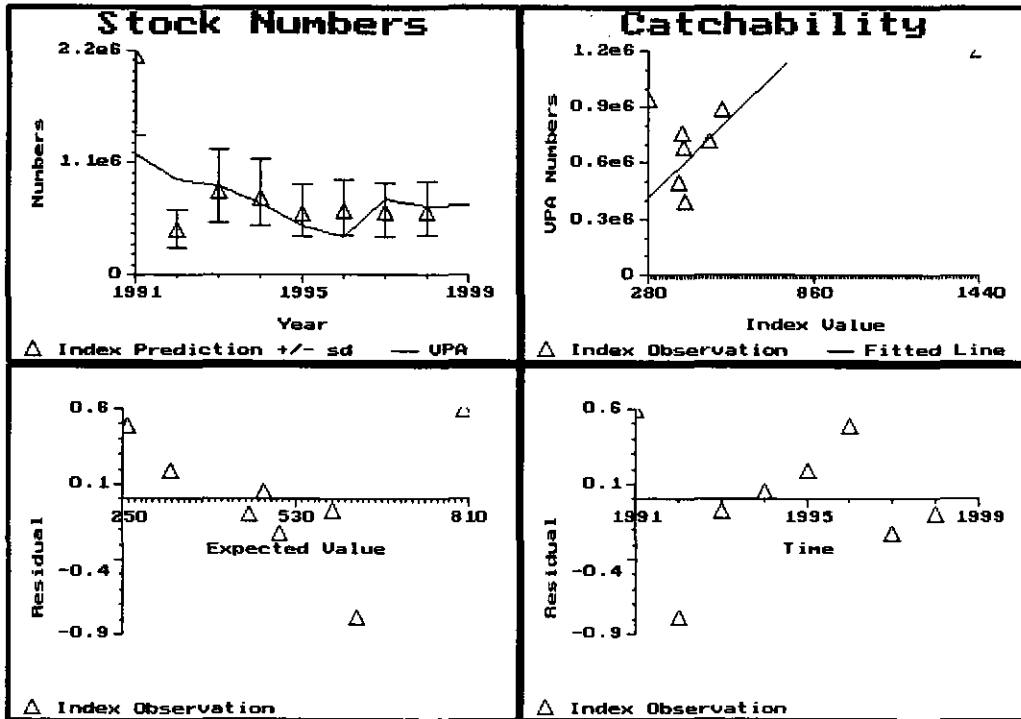 Stock Numbers
2.2e6
1.1e6
0
Numbers
1991 1995 1999
Year
△ Index Prediction +/- sd — VPA
Catchability
1.2e6
0.9e6
0.6e6
0.3e6
0
VPA Numbers
280 860 1440
Index Value
△ Index Observation — Fitted Line
0.6
0.1
-0.4
-0.9
Residual
250 530 810
Expected Value
△ Index Observation
0.6
0.1
-0.4
-0.9
Residual
1991 1995 1999
Time
△ Index Observation